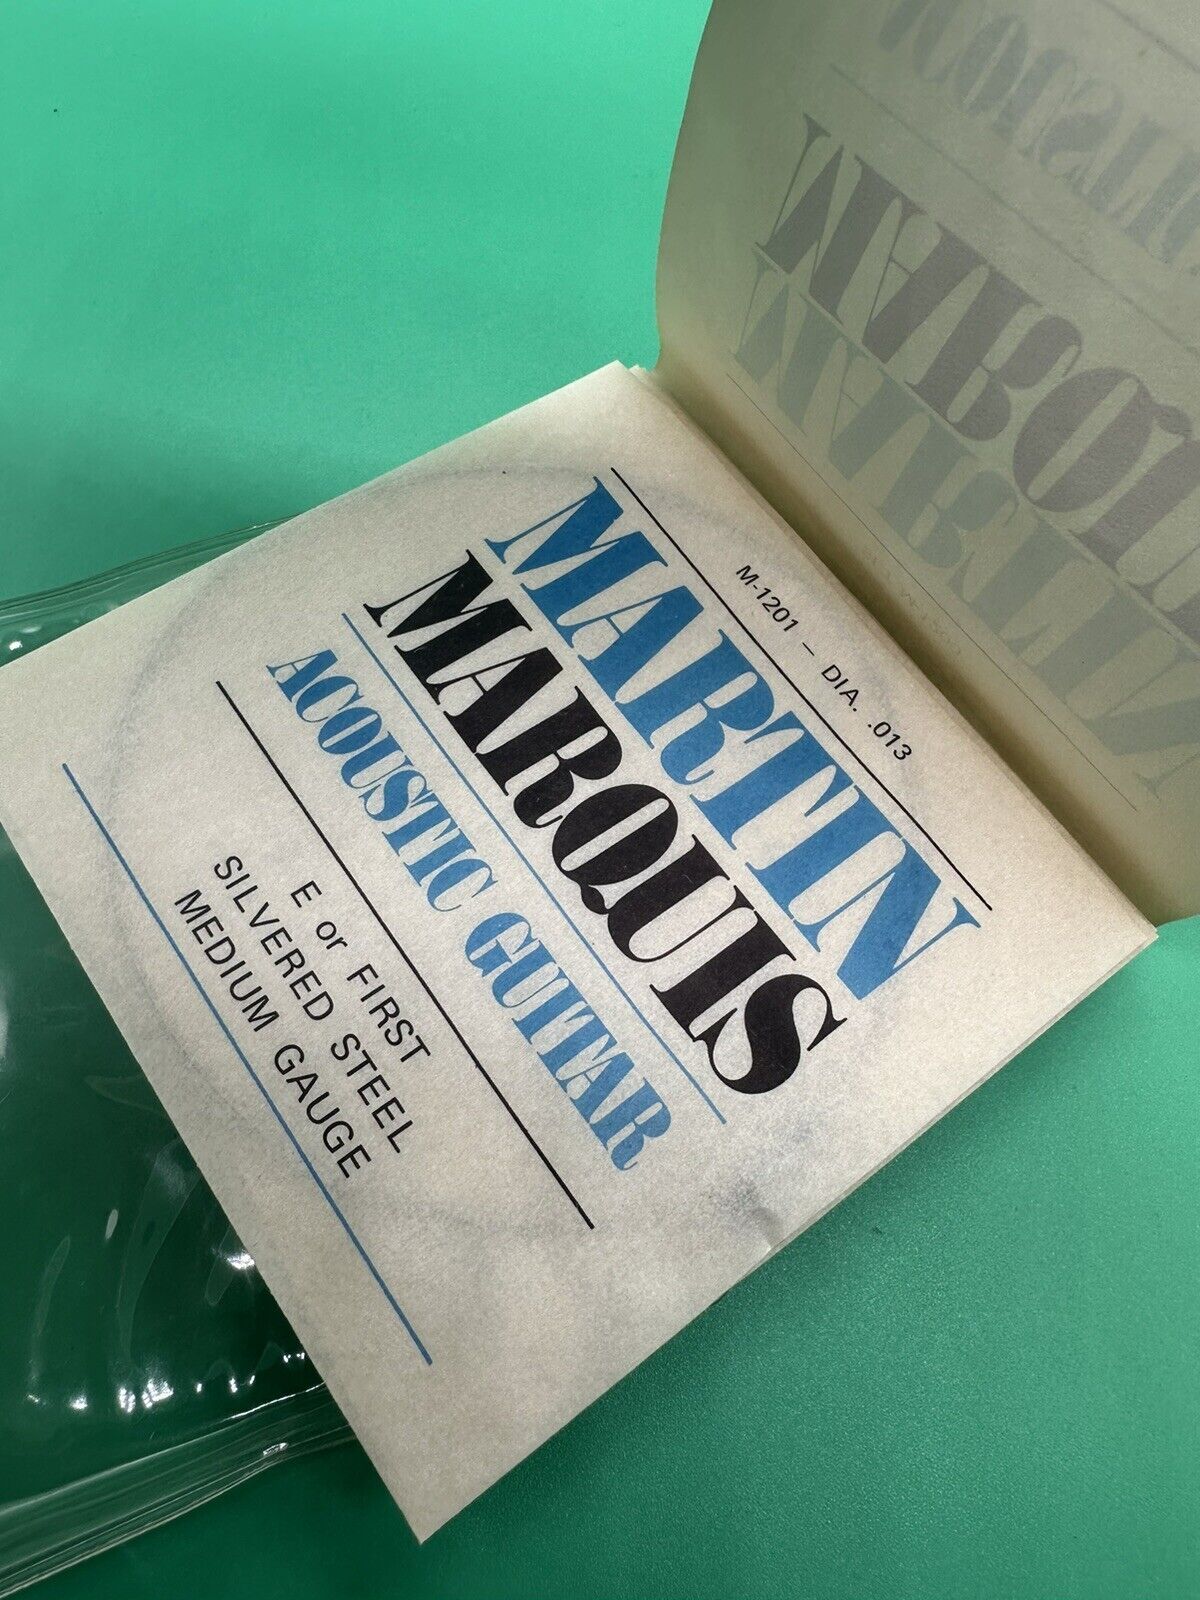 M-1201 – DIA. .013
MARTIN
MARQUIS
ACOUSTIC GUITAR
E or FIRST
SILVERED STEEL
MEDIUM GAUGE